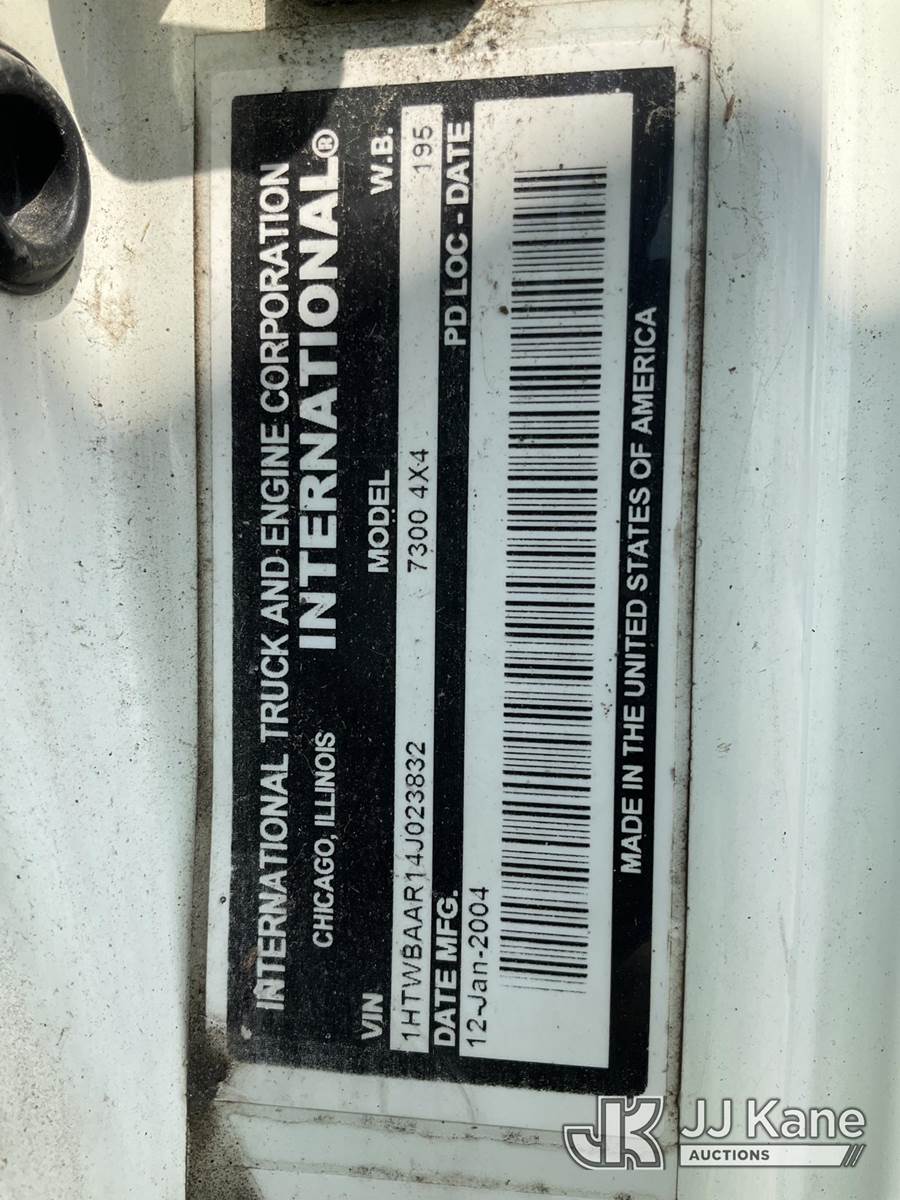 INTERNATIONAL TRUCK AND ENGINE CORPORATION
CHICAGO, ILLINOIS INTERNATIONAL®
VIN MODEL W.B.
1HTWBAAR14J023832 7300 4X4 195
DATE MFG. PD LOC - DATE
12-Jan-2004
MADE IN THE UNITED STATES OF AMERICA
JK JJ Kane
AUCTIONS